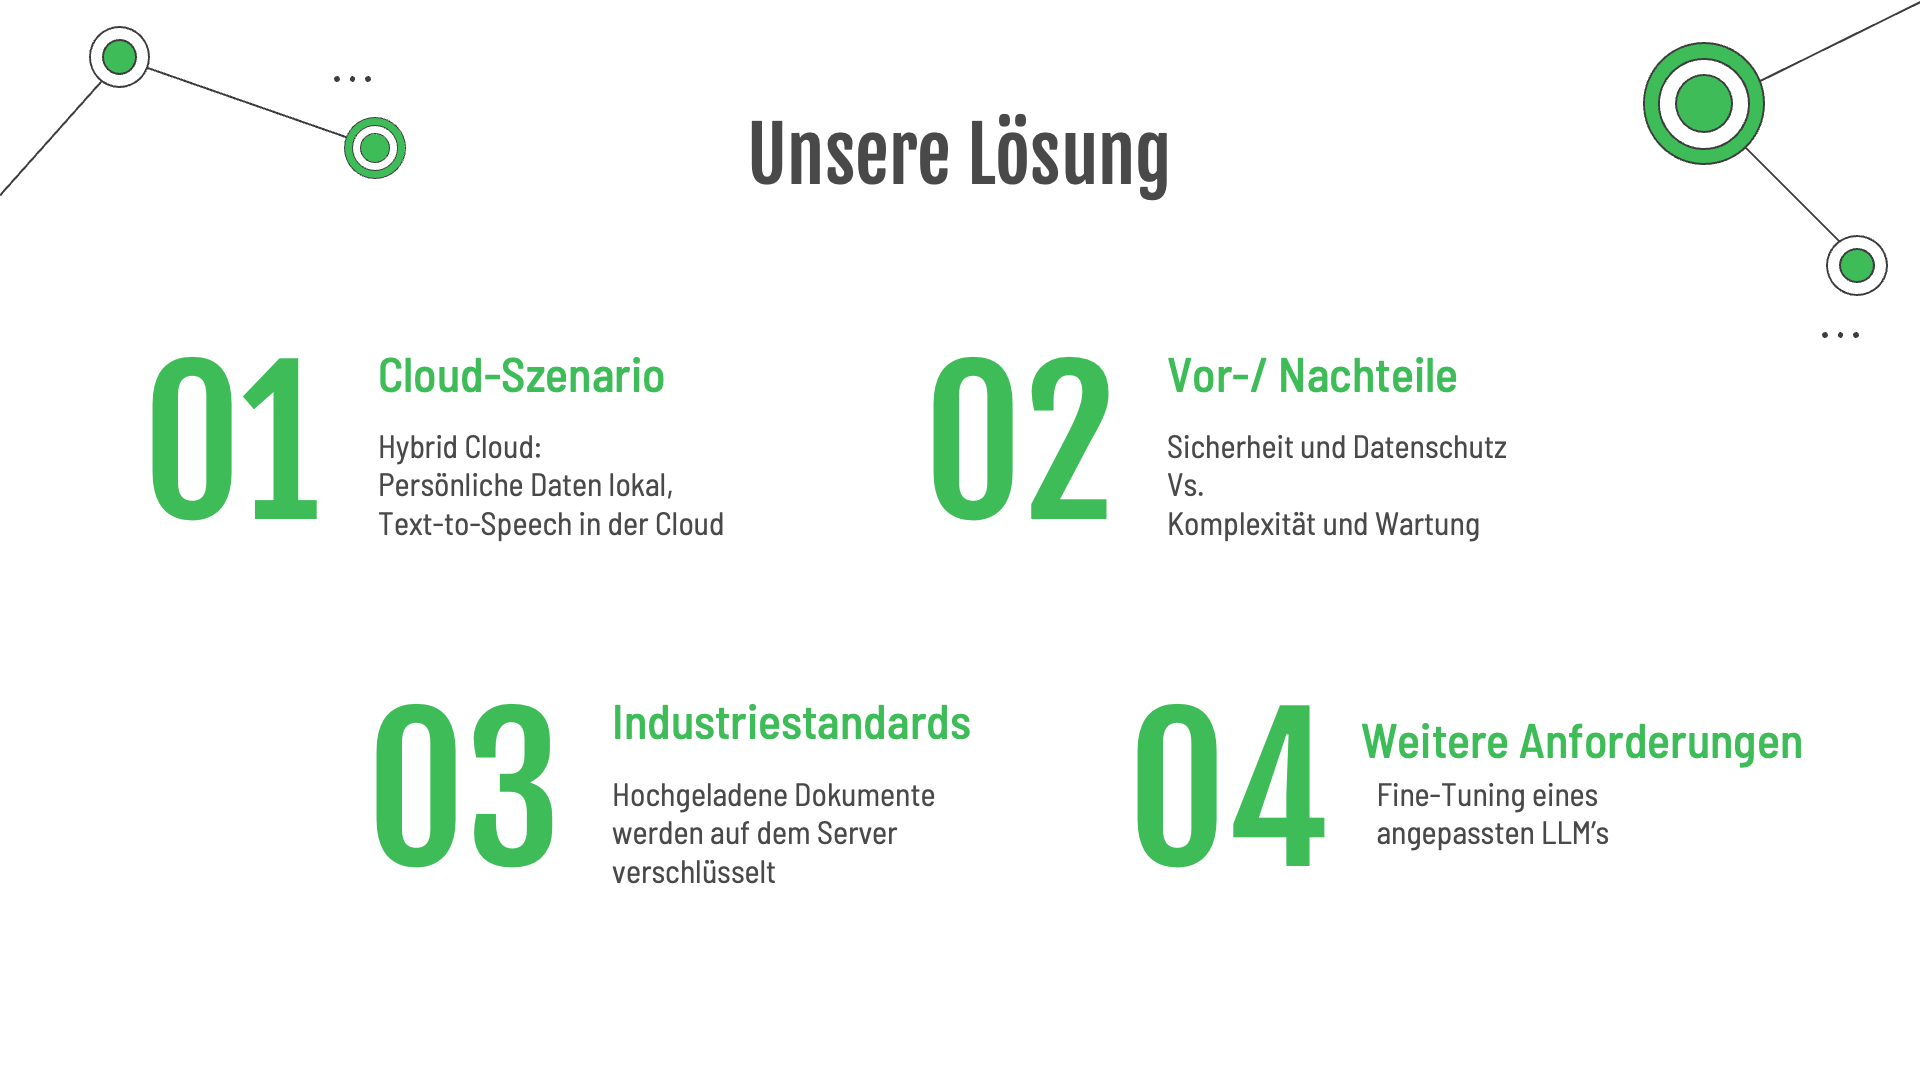 Unsere Lösung
01
Cloud-Szenario
Hybrid Cloud:
Persönliche Daten lokal,
Text-to-Speech in der Cloud
02
Vor-/ Nachteile
Sicherheit und Datenschutz
Vs.
Komplexität und Wartung
03
Industriestandards
Hochgeladene Dokumente
werden auf dem Server
verschlüsselt
04
Weitere Anforderungen
Fine-Tuning eines
angepassten LLM’s